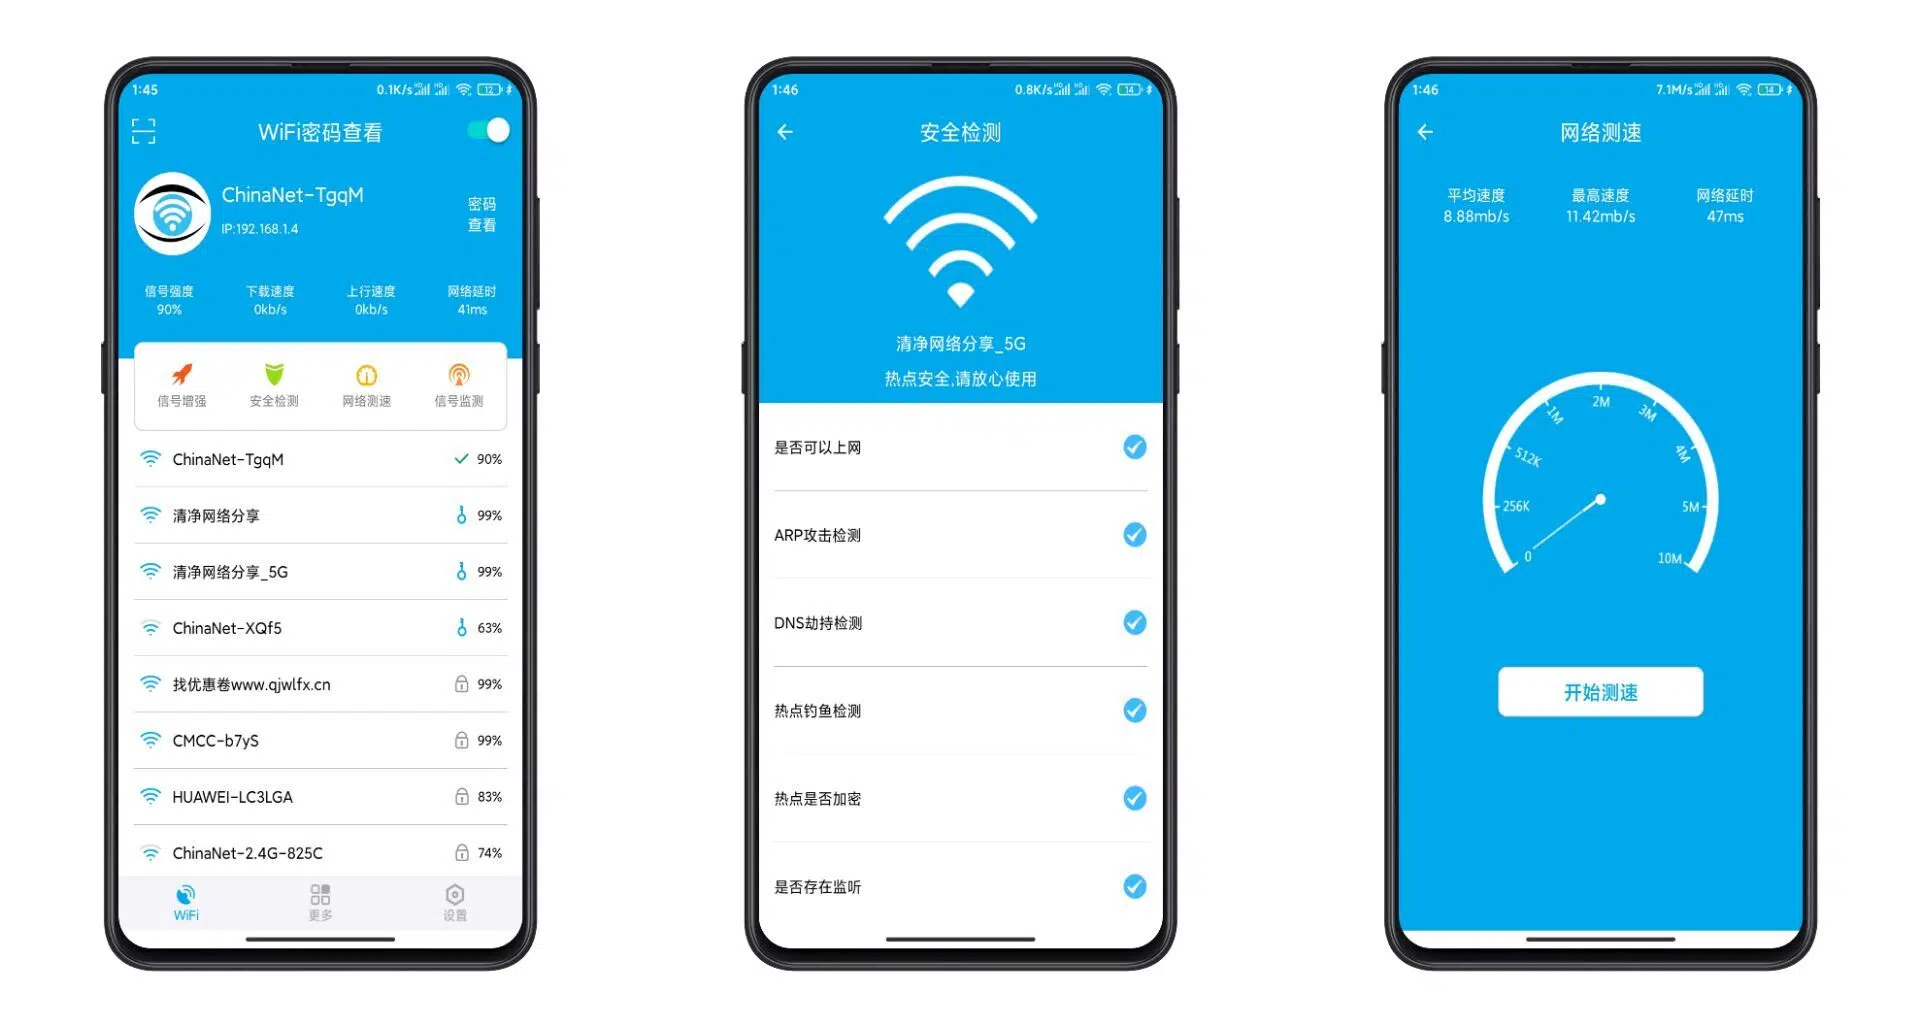 1:45
0.1K/s
12
WiFi密码查看
ChinaNet-TgqM
IP:192.168.1.4
密码
查看
信号强度
90%
下载速度
0kb/s
上行速度
0kb/s
网络延时
41ms
信号增强
安全检测
网络测速
信号监测
ChinaNet-TgqM
90%
清净网络分享
99%
清净网络分享_5G
99%
ChinaNet-XQf5
63%
找优惠卷www.qjwlfx.cn
99%
CMCC-b7yS
99%
HUAWEI-LC3LGA
83%
ChinaNet-2.4G-825C
74%
WiFi
更多
设置
1:46
0.8K/s
14
安全检测
清净网络分享_5G
热点安全,请放心使用
是否可以上网
ARP攻击检测
DNS劫持检测
热点钓鱼检测
热点是否加密
是否存在监听
1:46
7.1M/s
14
网络测速
平均速度
8.88mb/s
最高速度
11.42mb/s
网络延时
47ms
0
256K
512K
1M
2M
3M
4M
5M
10M
开始测速